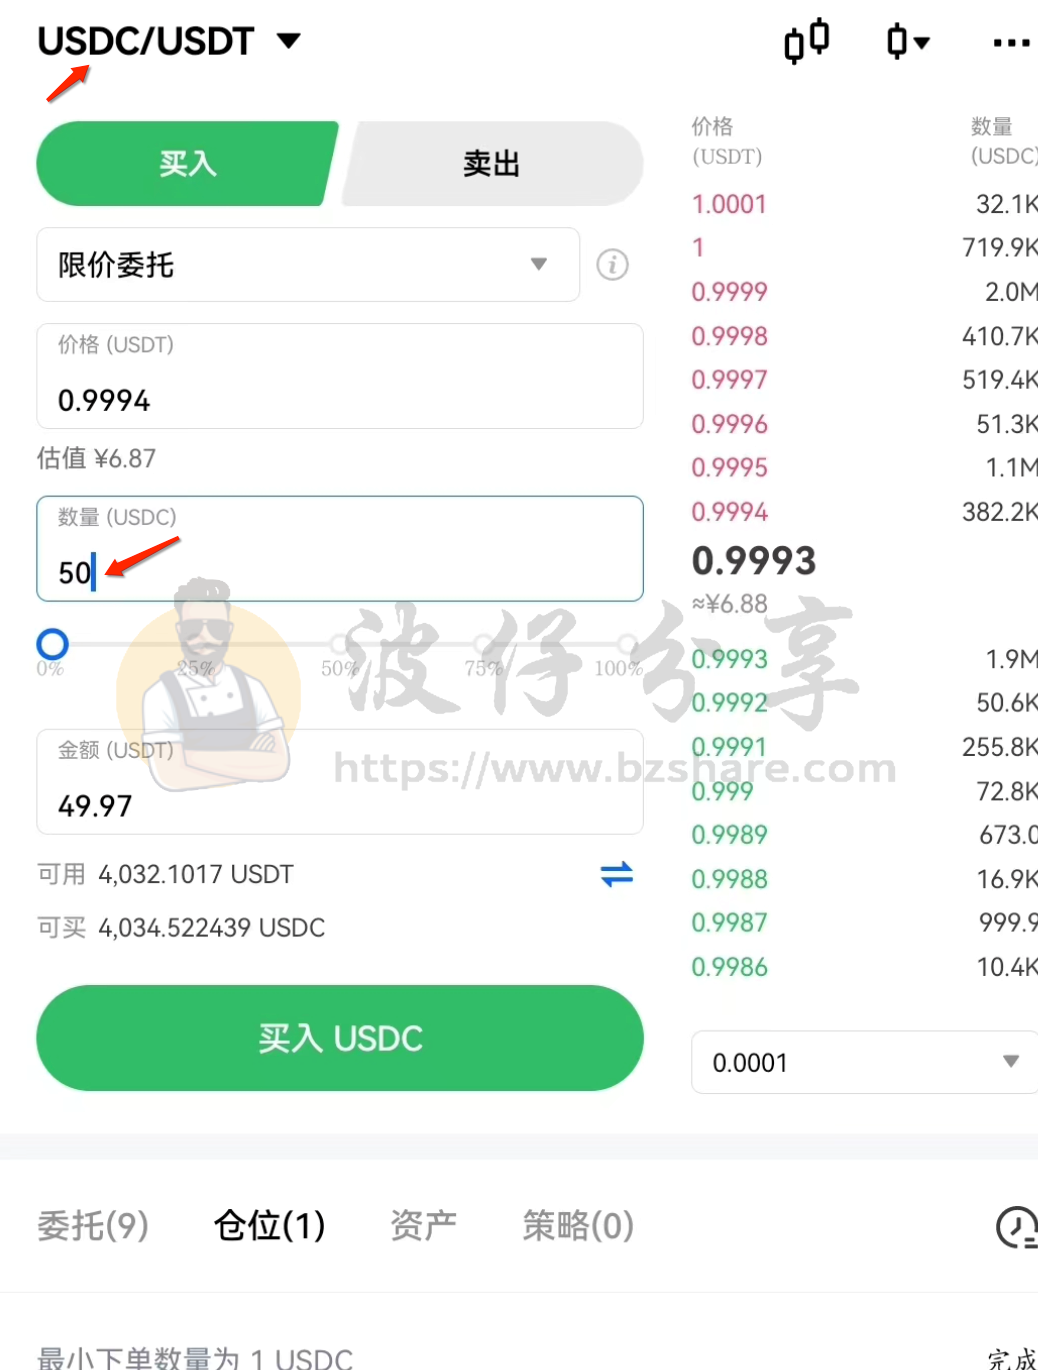 USDC/USDT
买入
卖出
限价委托
价格 (USDT)
0.9994
估值 ¥6.87
数量 (USDC)
50
0%
25%
50%
75%
100%
金额 (USDT)
49.97
可用 4,032.1017 USDT
可买 4,034.522439 USDC
买入 USDC
价格 数量
(USDT) (USDC)
1.0001 32.1K
1 719.9K
0.9999 2.0M
0.9998 410.7K
0.9997 519.4K
0.9996 51.3K
0.9995 1.1M
0.9994 382.2K
0.9993
≈¥6.88
0.9993 1.9M
0.9992 50.6K
0.9991 255.8K
0.999 72.8K
0.9989 673.0
0.9988 16.9K
0.9987 999.9
0.9986 10.4K
0.0001
波仔分享
https://www.bzshare.com
委托(9) 仓位(1) 资产 策略(0)
最小下单数量为 1 USDC
完成